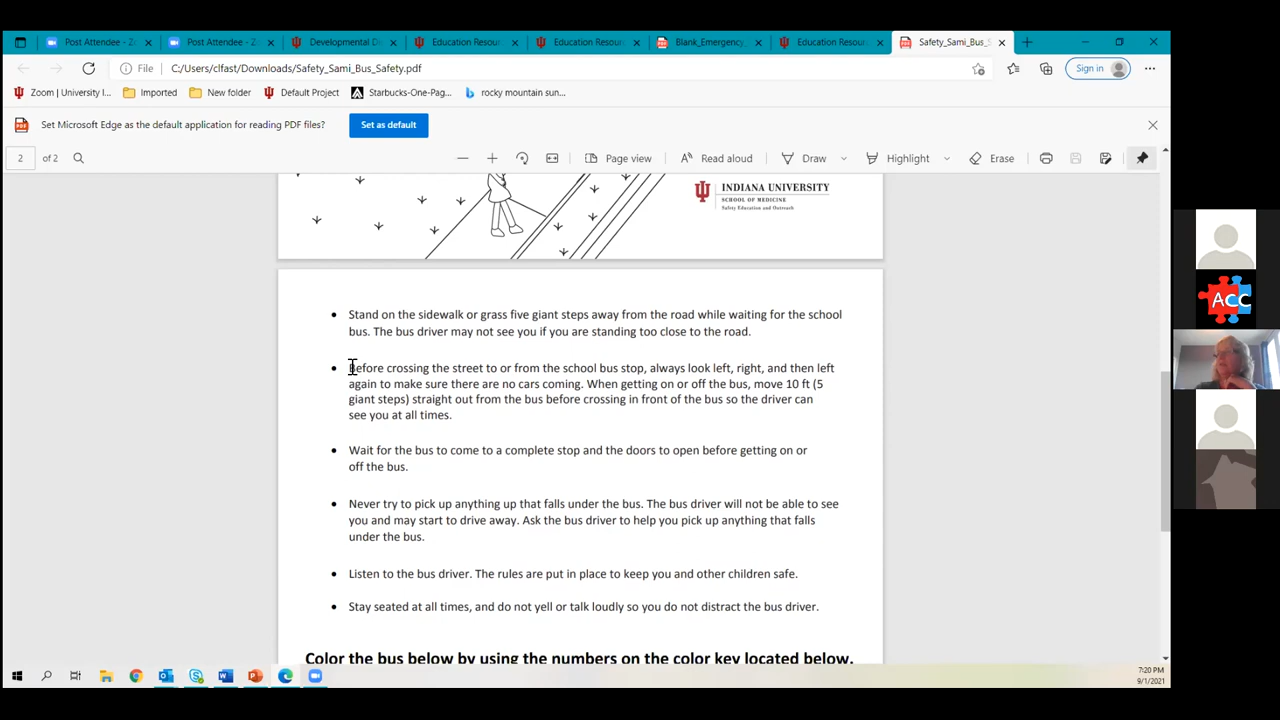 Post Attendee - Z
Post Attendee - Z
Developmental Di
Education Resour
Education Resour
Blank_Emergency_
Education Resour
Safety_Sami_Bus_S
File
C:/Users/clfast/Downloads/Safety_Sami_Bus_Safety.pdf
Sign in
Zoom | University I...
Imported
New folder
Default Project
Starbucks-One-Pag...
rocky mountain sun...
Set Microsoft Edge as the default application for reading PDF files?
Set as default
2 of 2
Page view
Read aloud
Draw
Highlight
Erase
INDIANA UNIVERSITY
SCHOOL OF MEDICINE
Safety Education and Outreach
• Stand on the sidewalk or grass five giant steps away from the road while waiting for the school
bus. The bus driver may not see you if you are standing too close to the road.
• Before crossing the street to or from the school bus stop, always look left, right, and then left
again to make sure there are no cars coming. When getting on or off the bus, move 10 ft (5
giant steps) straight out from the bus before crossing in front of the bus so the driver can
see you at all times.
• Wait for the bus to come to a complete stop and the doors to open before getting on or
off the bus.
• Never try to pick up anything up that falls under the bus. The bus driver will not be able to see
you and may start to drive away. Ask the bus driver to help you pick up anything that falls
under the bus.
• Listen to the bus driver. The rules are put in place to keep you and other children safe.
• Stay seated at all times, and do not yell or talk loudly so you do not distract the bus driver.
Color the bus below by using the numbers on the color key located below.
ACC
7:20 PM
9/1/2021